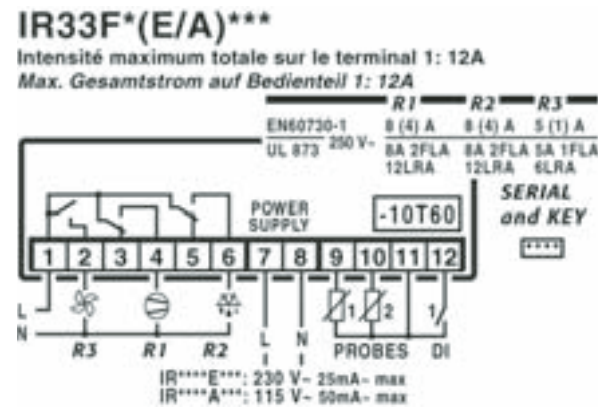 IR33F*(E/A)***
Intensité maximum totale sur le terminal 1: 12A
Max. Gesamtstrom auf Bedienteil 1: 12A
R1 R2 R3
EN60730-1 250 V~ 8 (4) A 8 (4) A 5 (1) A
UL 873 8A 2FLA 8A 2FLA 5A 1FLA
12LRA 12LRA 6LRA
SERIAL
and KEY
POWER
SUPPLY
-10T60
1 2 3 4 5 6 7 8 9 10 11 12
L
N
1 2 1
R3 R1 R2 L N PROBES DI
IR****E***: 230 V~ 25mA~ max
IR****A***: 115 V~ 50mA~ max